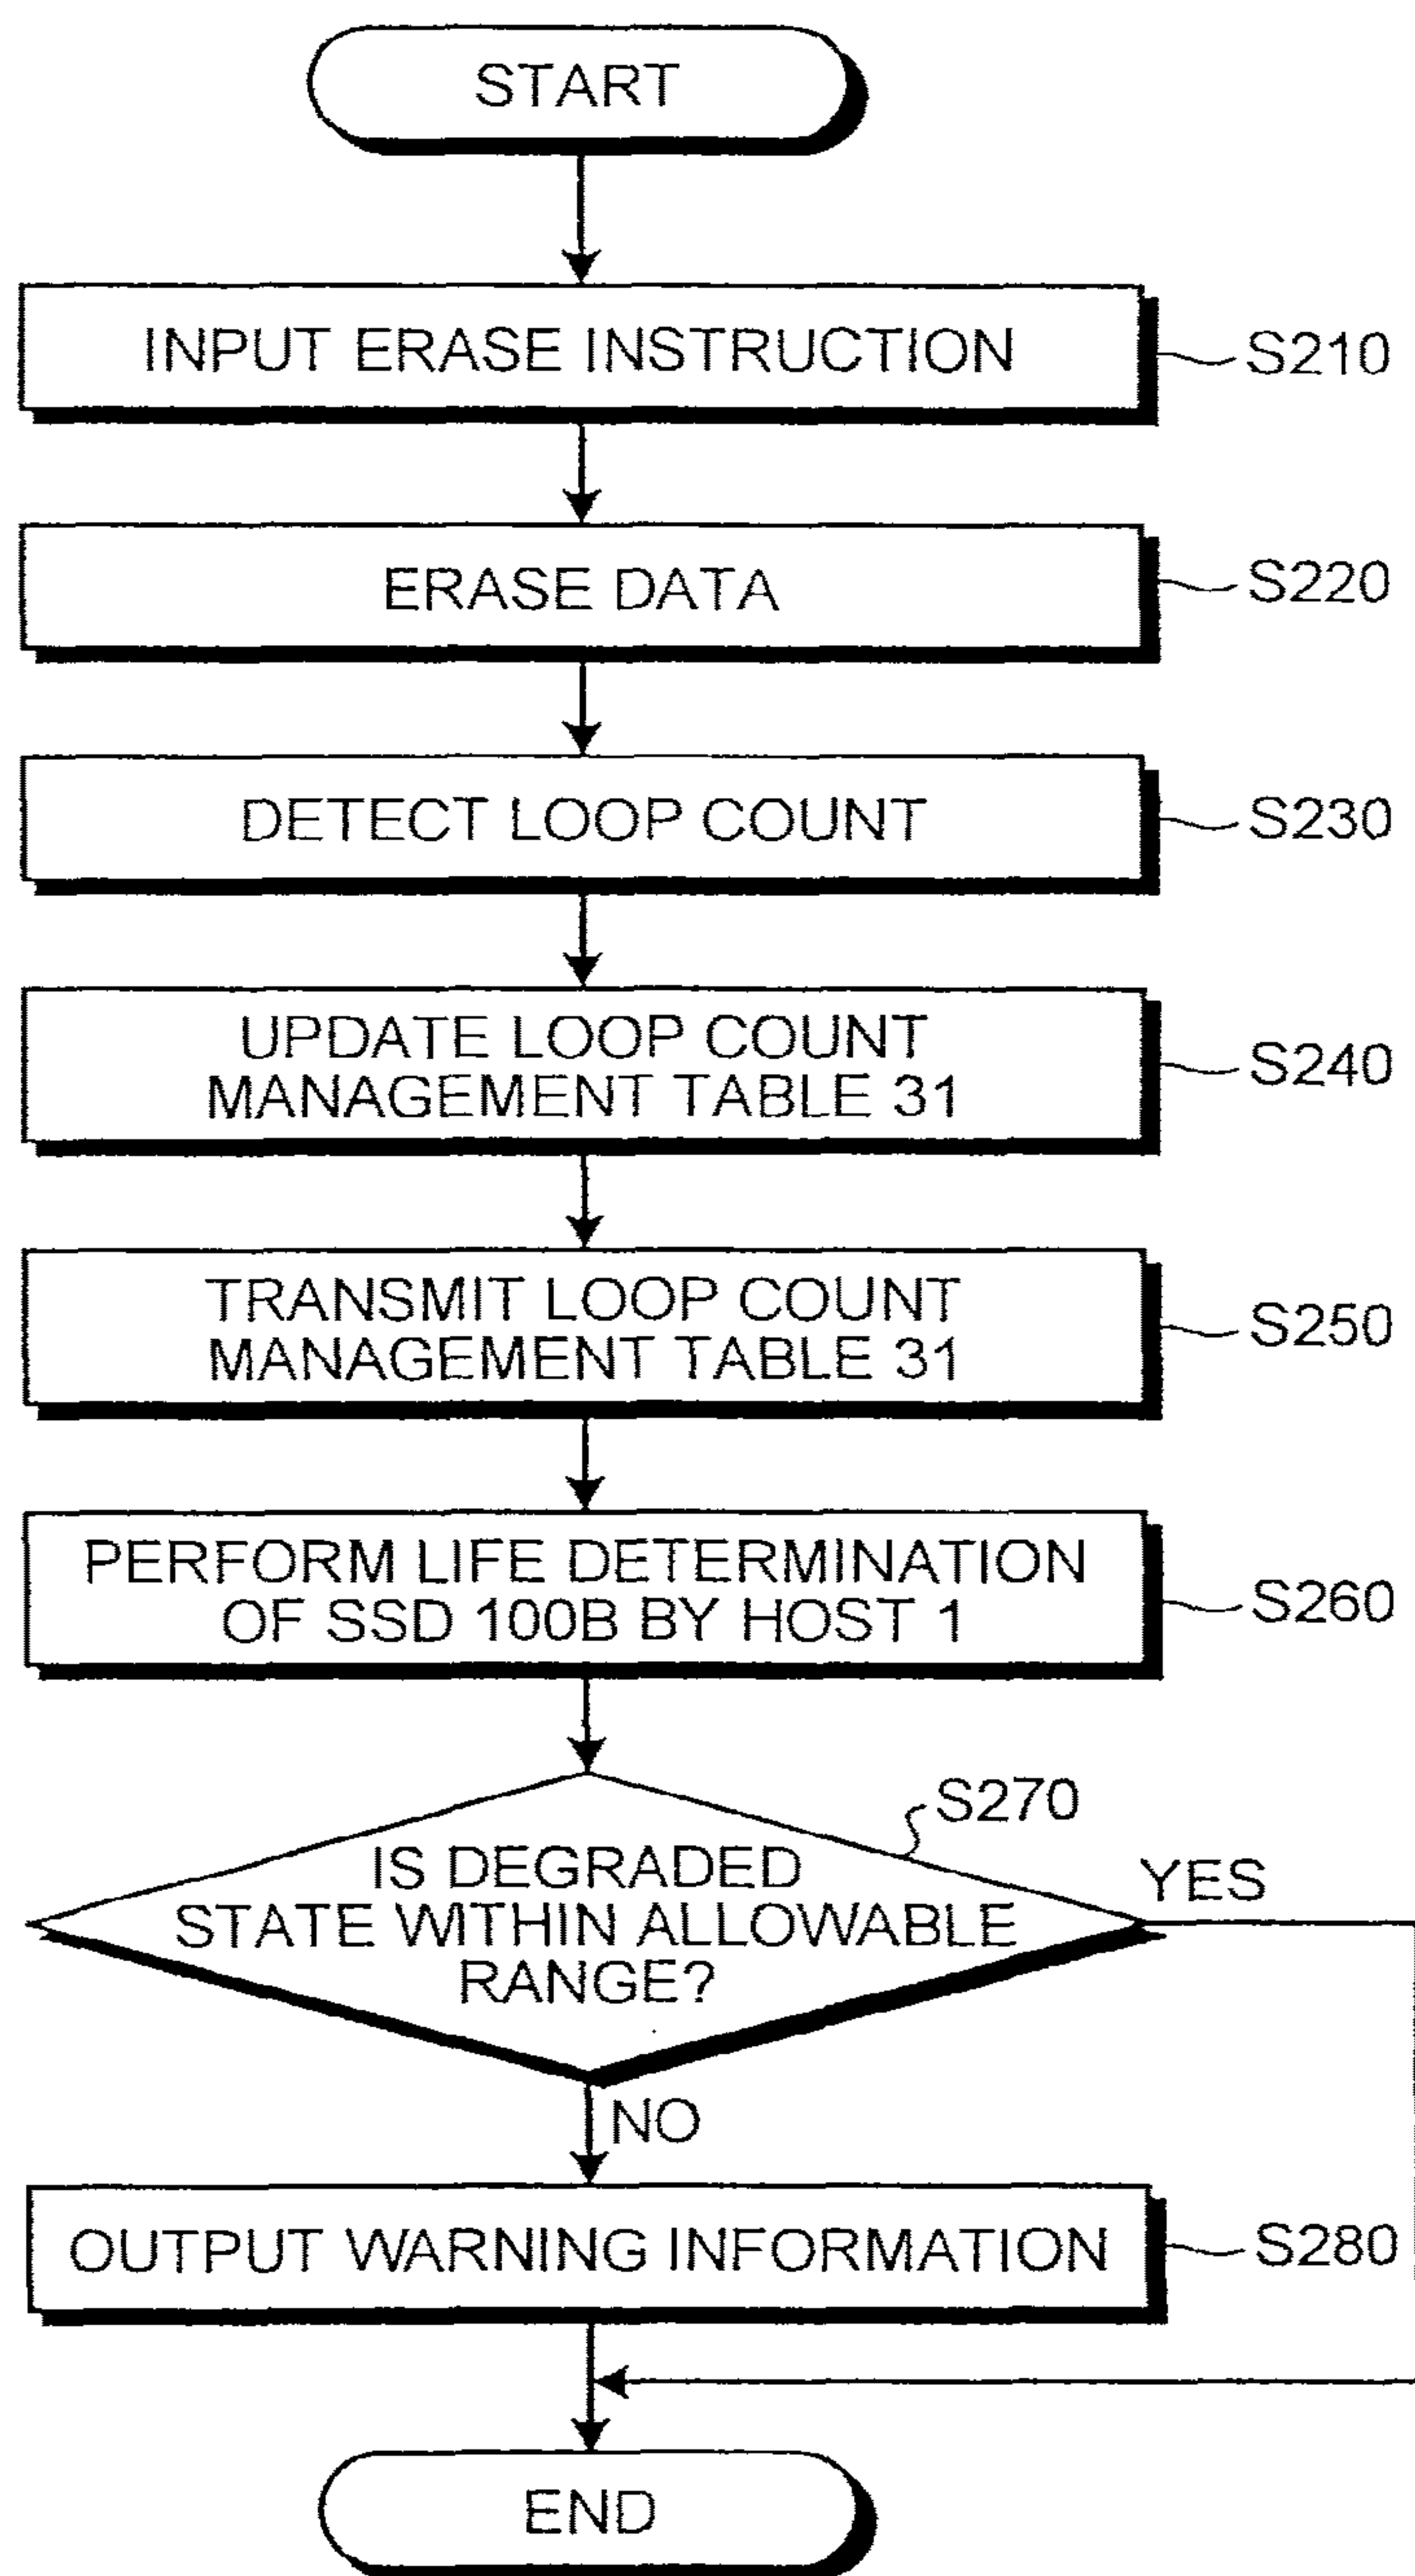 START
INPUT ERASE INSTRUCTION
S210
ERASE DATA
S220
DETECT LOOP COUNT
S230
UPDATE LOOP COUNT
MANAGEMENT TABLE 31
S240
TRANSMIT LOOP COUNT
MANAGEMENT TABLE 31
S250
PERFORM LIFE DETERMINATION
OF SSD 100B BY HOST 1
S260
S270
IS DEGRADED
STATE WITHIN ALLOWABLE
RANGE?
YES
NO
OUTPUT WARNING INFORMATION
S280
END